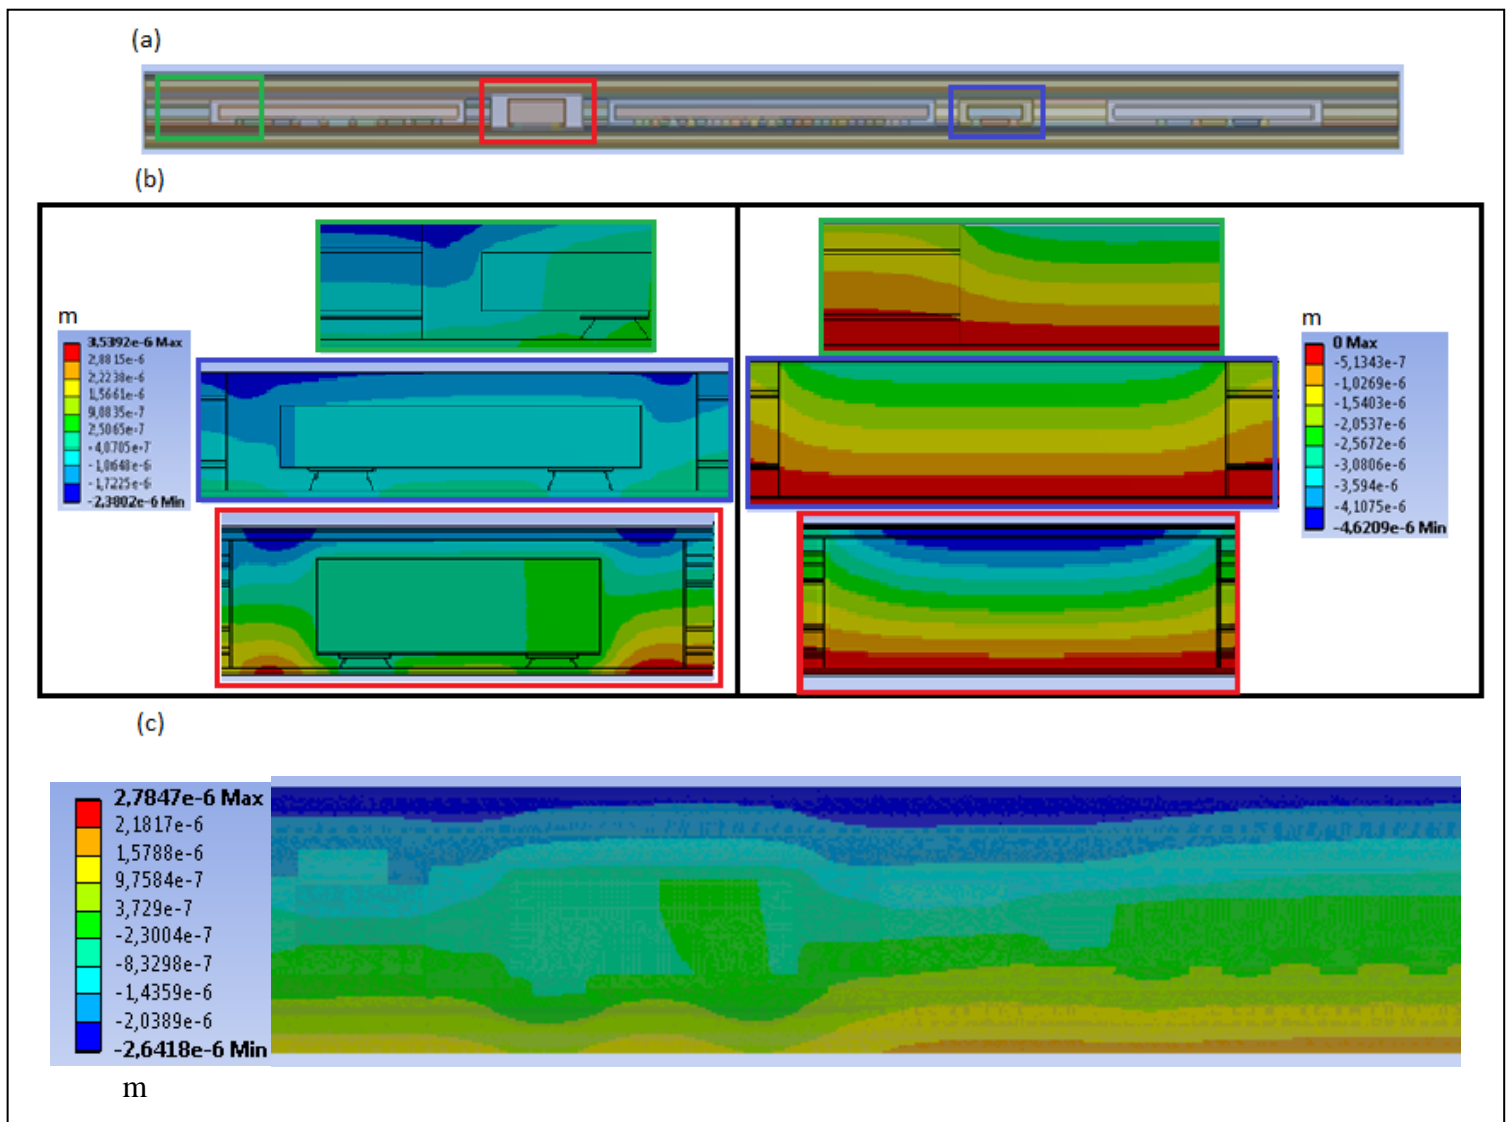 (a)
(b)
m
3,5392e-6 Max
2,8815e-6
2,2238e-6
1,5661e-6
9,0835e-7
2,5065e-7
-4,0705e-7
-1,0648e-6
-1,7225e-6
-2,3802e-6 Min
m
0 Max
-5,1343e-7
-1,0269e-6
-1,5403e-6
-2,0537e-6
-2,5672e-6
-3,0806e-6
-3,594e-6
-4,1075e-6
-4,6209e-6 Min
(c)
2,7847e-6 Max
2,1817e-6
1,5788e-6
9,7584e-7
3,729e-7
-2,3004e-7
-8,3298e-7
-1,4359e-6
-2,0389e-6
-2,6418e-6 Min
m